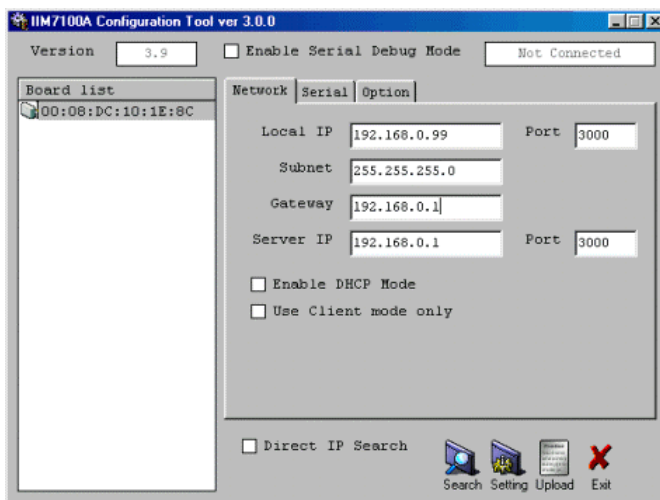 IIM7100A Configuration Tool ver 3.0.0
Version 3.9 Enable Serial Debug Mode Not Connected
Board list
00:08:DC:10:1E:8C
Network Serial Option
Local IP 192.168.0.99 Port 3000
Subnet 255.255.255.0
Gateway 192.168.0.1
Server IP 192.168.0.1 Port 3000
Enable DHCP Mode
Use Client mode only
Direct IP Search
Search Setting Upload Exit